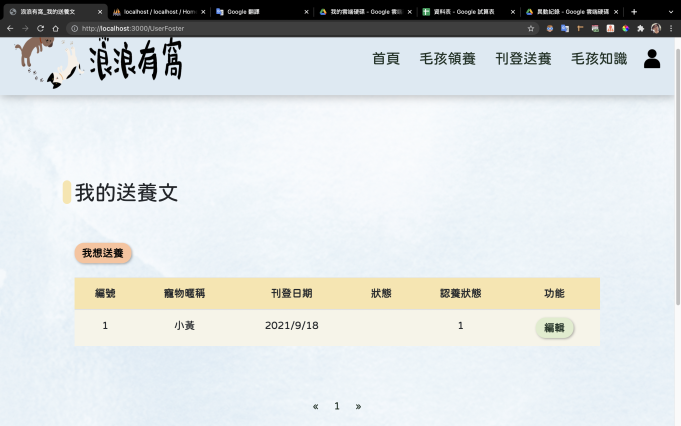 浪浪有窩_我的送養文
localhost / localhost / Hom
Google 翻譯
我的雲端硬碟 - Google 雲端
資料表 - Google 試算表
異動紀錄 - Google 雲端硬碟
http://localhost:3000/UserFoster
浪浪有窩
首頁 毛孩領養 刊登送養 毛孩知識
我的送養文
我想送養
編號 寵物暱稱 刊登日期 狀態 認養狀態 功能
1 小黃 2021/9/18 1 編輯
« 1 »